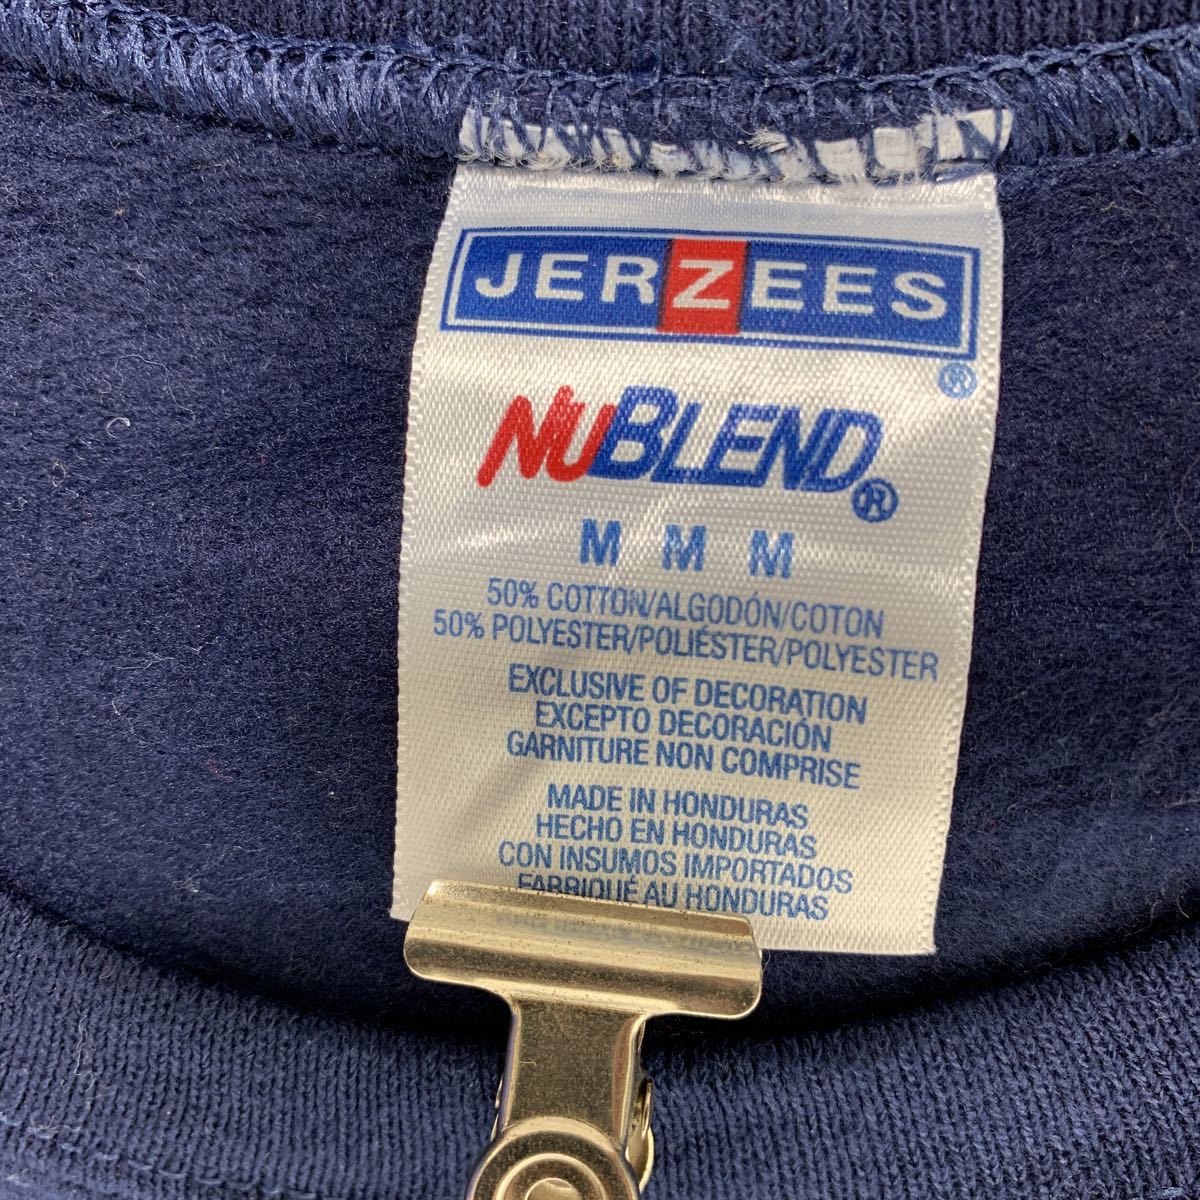 JERZEES
®
NUBLEND®
M M M
50% COTTON/ALGODÓN/COTON
50% POLYESTER/POLIÉSTER/POLYESTER
EXCLUSIVE OF DECORATION
EXCEPTO DECORACIÓN
GARNITURE NON COMPRISE
MADE IN HONDURAS
HECHO EN HONDURAS
CON INSUMOS IMPORTADOS
FABRIQUÉ AU HONDURAS